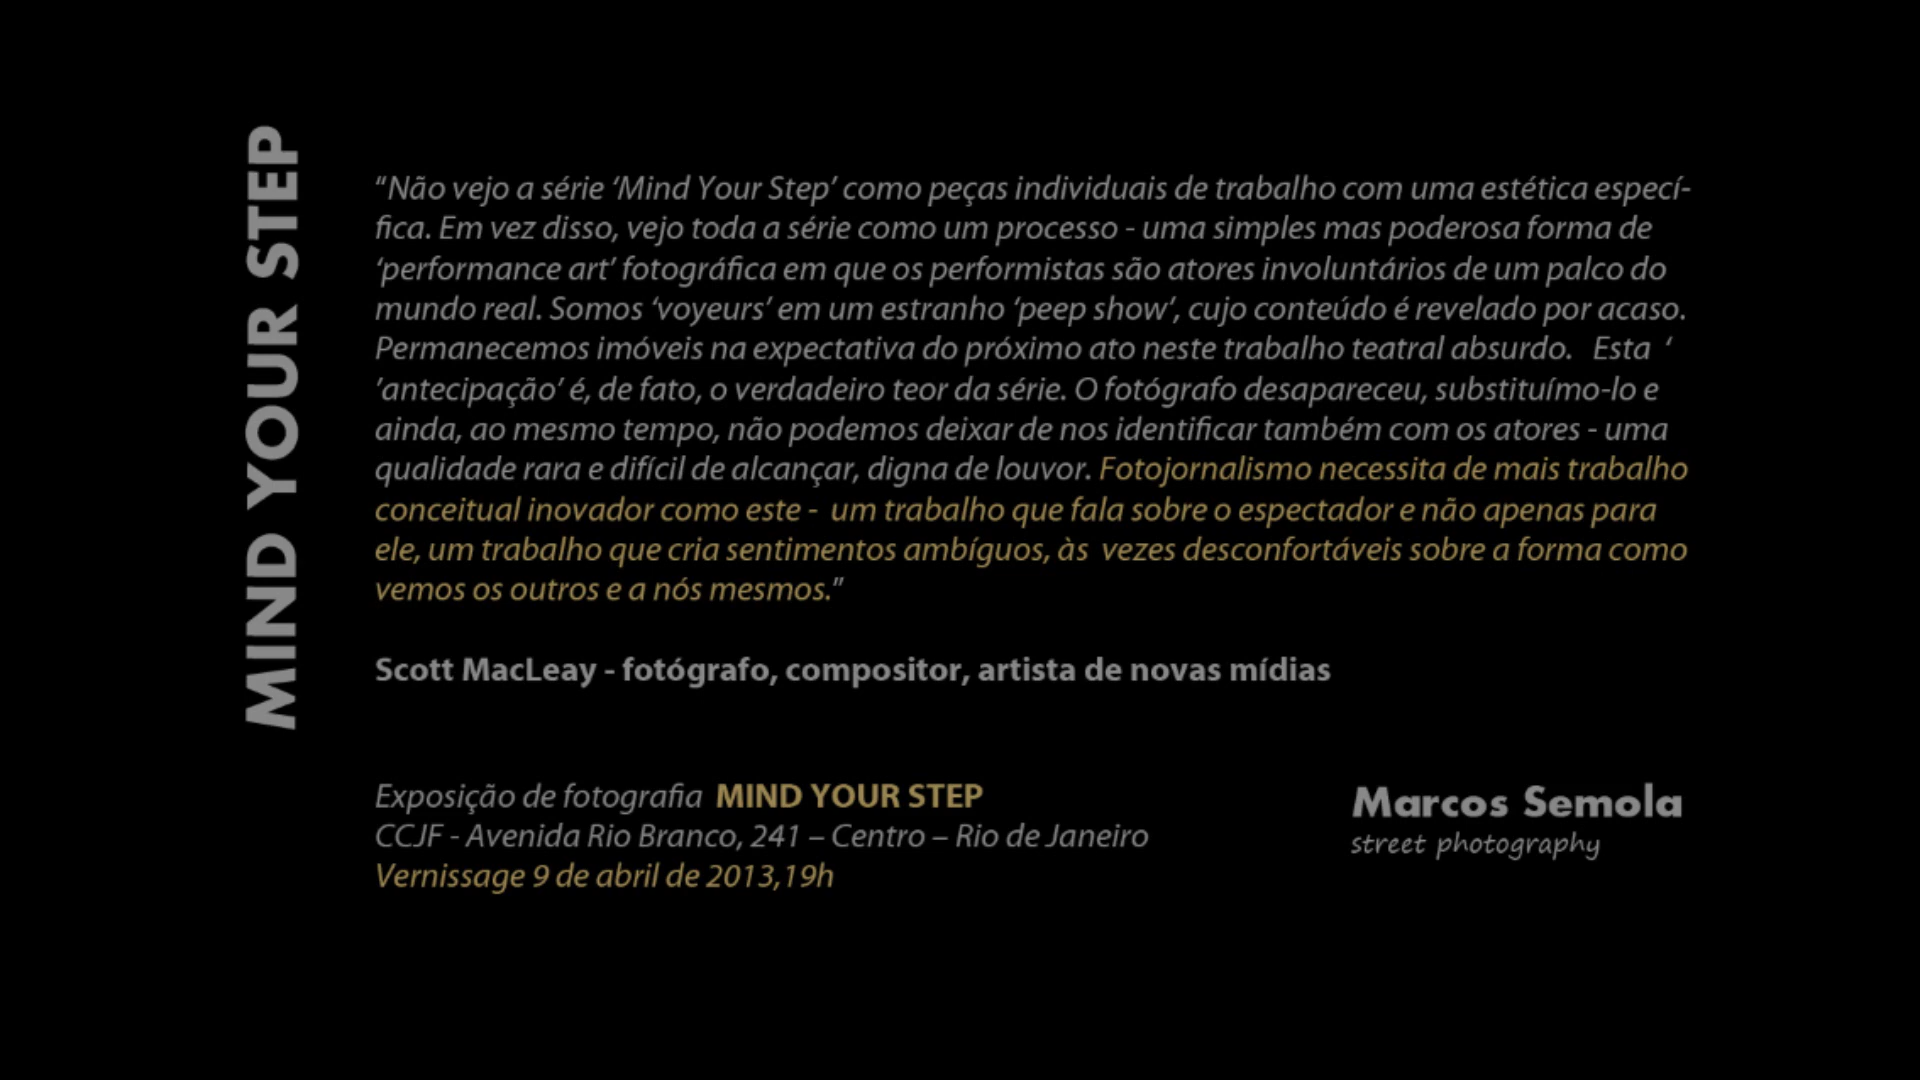 MIND YOUR STEP
“Não vejo a série ‘Mind Your Step’ como peças individuais de trabalho com uma estética especí-
fica. Em vez disso, vejo toda a série como um processo - uma simples mas poderosa forma de
‘performance art’ fotográfica em que os performistas são atores involuntários de um palco do
mundo real. Somos ‘voyeurs’ em um estranho ‘peep show’, cujo conteúdo é revelado por acaso.
Permanecemos imóveis na expectativa do próximo ato neste trabalho teatral absurdo. Esta ‘
’antecipação’ é, de fato, o verdadeiro teor da série. O fotógrafo desapareceu, substituímo-lo e
ainda, ao mesmo tempo, não podemos deixar de nos identificar também com os atores - uma
qualidade rara e difícil de alcançar, digna de louvor. Fotojornalismo necessita de mais trabalho
conceitual inovador como este - um trabalho que fala sobre o espectador e não apenas para
ele, um trabalho que cria sentimentos ambíguos, às vezes desconfortáveis sobre a forma como
vemos os outros e a nós mesmos.”
Scott MacLeay - fotógrafo, compositor, artista de novas mídias
Exposição de fotografia MIND YOUR STEP
CCJF - Avenida Rio Branco, 241 – Centro – Rio de Janeiro
Vernissage 9 de abril de 2013,19h
Marcos Semola
street photography